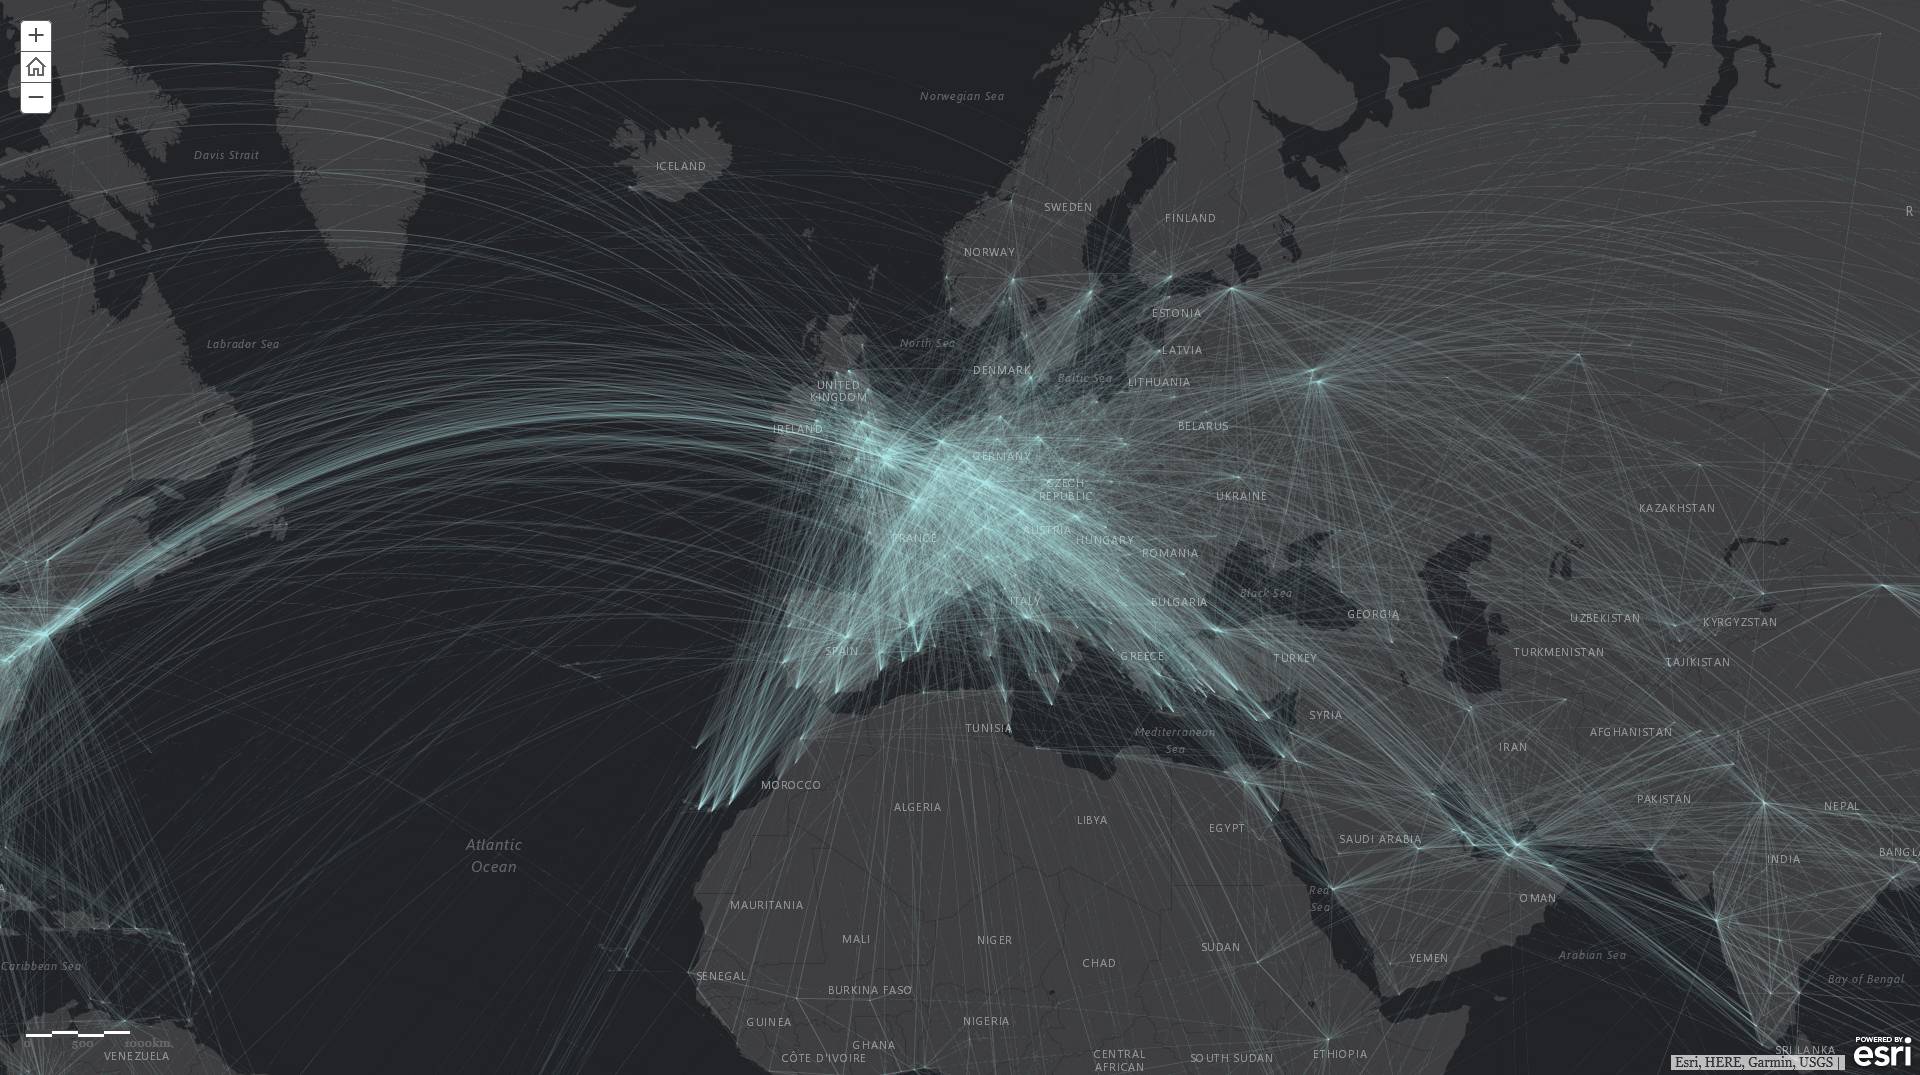 +
−
Norwegian Sea
Davis Strait
ICELAND
SWEDEN
FINLAND
R
NORWAY
ESTONIA
Labrador Sea
North Sea
LATVIA
DENMARK
Baltic Sea
LITHUANIA
UNITED
KINGDOM
IRELAND
BELARUS
GERMANY
CZECH
REPUBLIC
UKRAINE
KAZAKHSTAN
AUSTRIA
FRANCE
HUNGARY
ROMANIA
Black Sea
ITALY
BULGARIA
GEORGIA
UZBEKISTAN
KYRGYZSTAN
SPAIN
GREECE
TURKEY
TURKMENISTAN
TAJIKISTAN
SYRIA
TUNISIA
Mediterranean
Sea
AFGHANISTAN
IRAN
MOROCCO
PAKISTAN
NEPAL
ALGERIA
LIBYA
EGYPT
SAUDI ARABIA
Atlantic
Ocean
INDIA
BANGLA
A
Red
Sea
OMAN
MAURITANIA
MALI
NIGER
SUDAN
YEMEN
Arabian Sea
CHAD
Caribbean Sea
SENEGAL
Bay of Bengal
BURKINA FASO
GUINEA
NIGERIA
0 500 1000km
GHANA
VENEZUELA
CÔTE D'IVOIRE
CENTRAL
AFRICAN
SOUTH SUDAN
ETHIOPIA
SRI LANKA
Esri, HERE, Garmin, USGS |
POWERED BY
esri